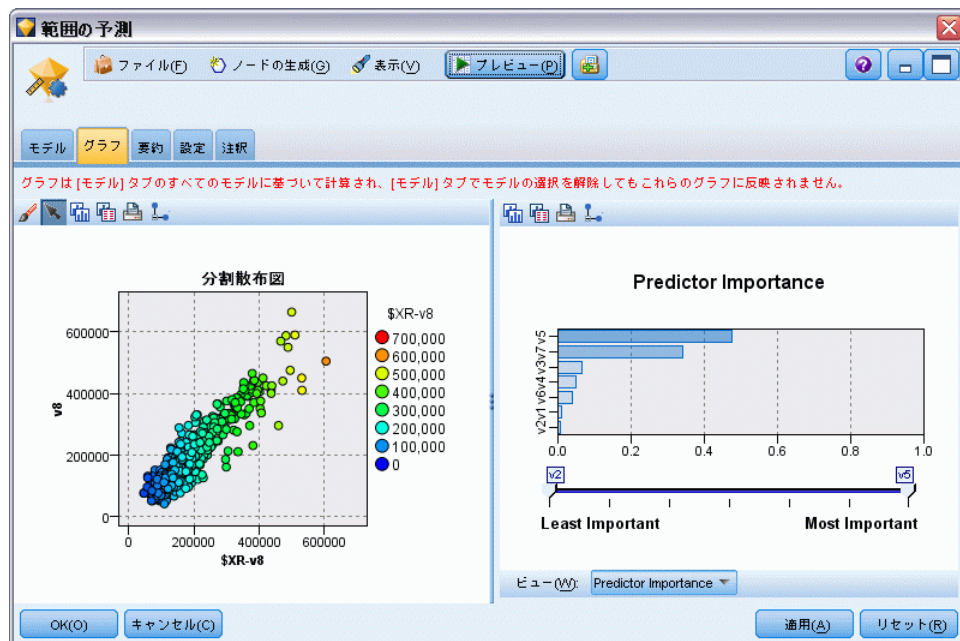 範囲の予測
ファイル(F) ノードの生成(G) 表示(V) プレビュー(P)
モデル グラフ 要約 設定 注釈
グラフは [モデル] タブのすべてのモデルに基づいて計算され、[モデル] タブでモデルの選択を解除してもこれらのグラフに反映されません。
分割散布図
v8
600000
400000
200000
0
0 200000 400000 600000
$XR-v8
$XR-v8
700,000
600,000
500,000
400,000
300,000
200,000
100,000
0
Predictor Importance
v5
v7
v3
v4
v6
v1
v2
0.0 0.2 0.4 0.6 0.8 1.0
v2 v5
Least Important Most Important
ビュー(W): Predictor Importance
OK(O) キャンセル(C) 適用(A) リセット(R)